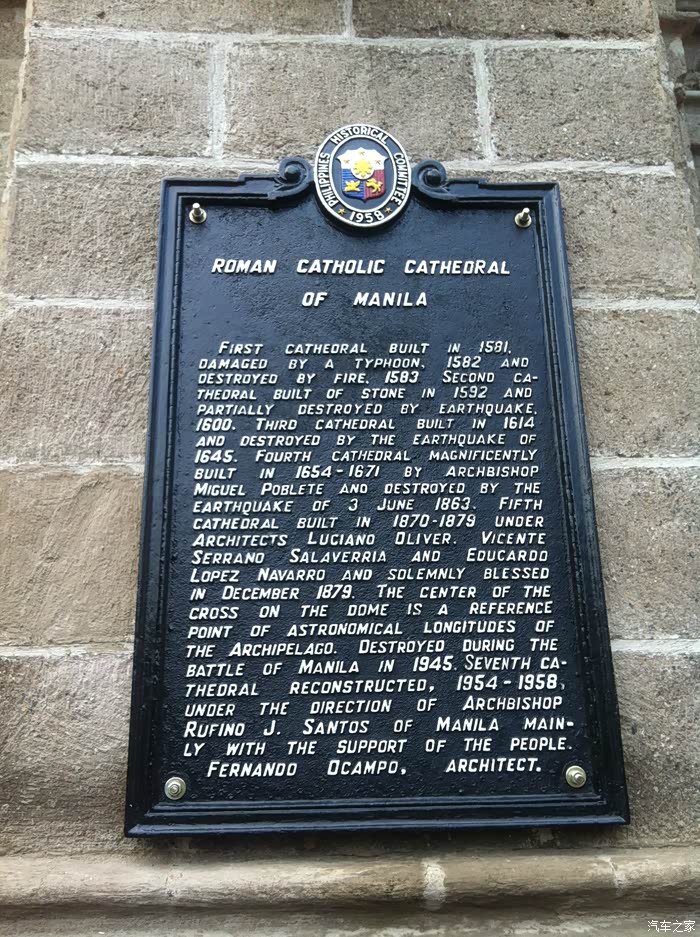 PHILIPPINES HISTORICAL COMMITTEE
1958
ROMAN CATHOLIC CATHEDRAL
OF MANILA
FIRST CATHEDRAL BUILT IN 1581,
DAMAGED BY A TYPHOON, 1582 AND
DESTROYED BY FIRE, 1583 SECOND CA-
THEDRAL BUILT OF STONE IN 1592 AND
PARTIALLY DESTROYED BY EARTHQUAKE,
1600. THIRD CATHEDRAL BUILT IN 1614
AND DESTROYED BY THE EARTHQUAKE OF
1645. FOURTH CATHEDRAL MAGNIFICENTLY
BUILT IN 1654-1671 BY ARCHBISHOP
MIGUEL POBLETE AND DESTROYED BY THE
EARTHQUAKE OF 3 JUNE 1863. FIFTH
CATHEDRAL BUILT IN 1870-1879 UNDER
ARCHITECTS LUCIANO OLIVER. VICENTE
SERRANO SALAVERRIA AND EDUCARDO
LOPEZ NAVARRO AND SOLEMNLY BLESSED
IN DECEMBER 1879. THE CENTER OF THE
CROSS ON THE DOME IS A REFERENCE
POINT OF ASTRONOMICAL LONGITUDES OF
THE ARCHIPELAGO. DESTROYED DURING THE
BATTLE OF MANILA IN 1945. SEVENTH CA-
THEDRAL RECONSTRUCTED, 1954-1958,
UNDER THE DIRECTION OF ARCHBISHOP
RUFINO J. SANTOS OF MANILA MAIN-
LY WITH THE SUPPORT OF THE PEOPLE.
FERNANDO OCAMPO, ARCHITECT.
汽车之家